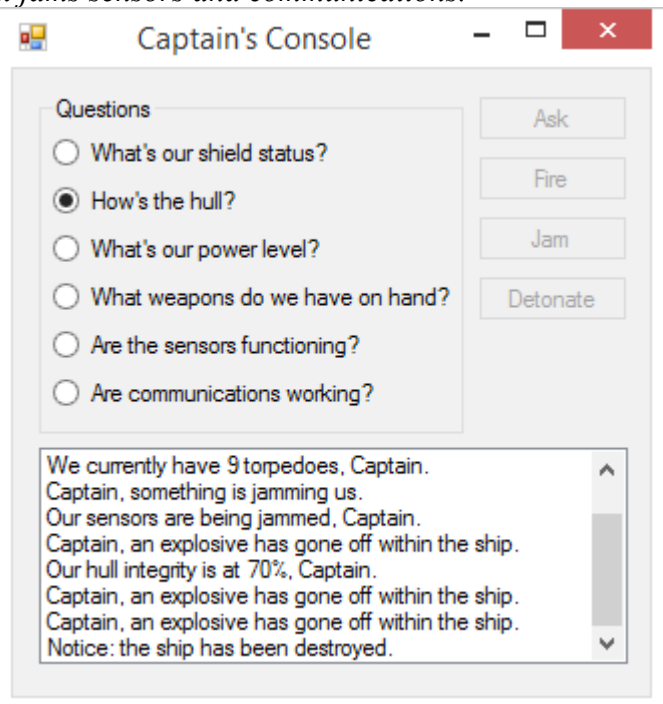 jams sensors and communications.
Captain's Console
Questions
What's our shield status?
How's the hull?
What's our power level?
What weapons do we have on hand?
Are the sensors functioning?
Are communications working?
Ask
Fire
Jam
Detonate
We currently have 9 torpedoes, Captain.
Captain, something is jamming us.
Our sensors are being jammed, Captain.
Captain, an explosive has gone off within the ship.
Our hull integrity is at 70%, Captain.
Captain, an explosive has gone off within the ship.
Captain, an explosive has gone off within the ship.
Notice: the ship has been destroyed.